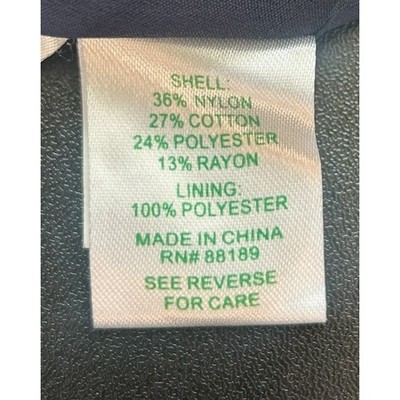 SHELL:
36% NYLON
27% COTTON
24% POLYESTER
13% RAYON
LINING:
100% POLYESTER
MADE IN CHINA
RN# 88189
SEE REVERSE
FOR CARE